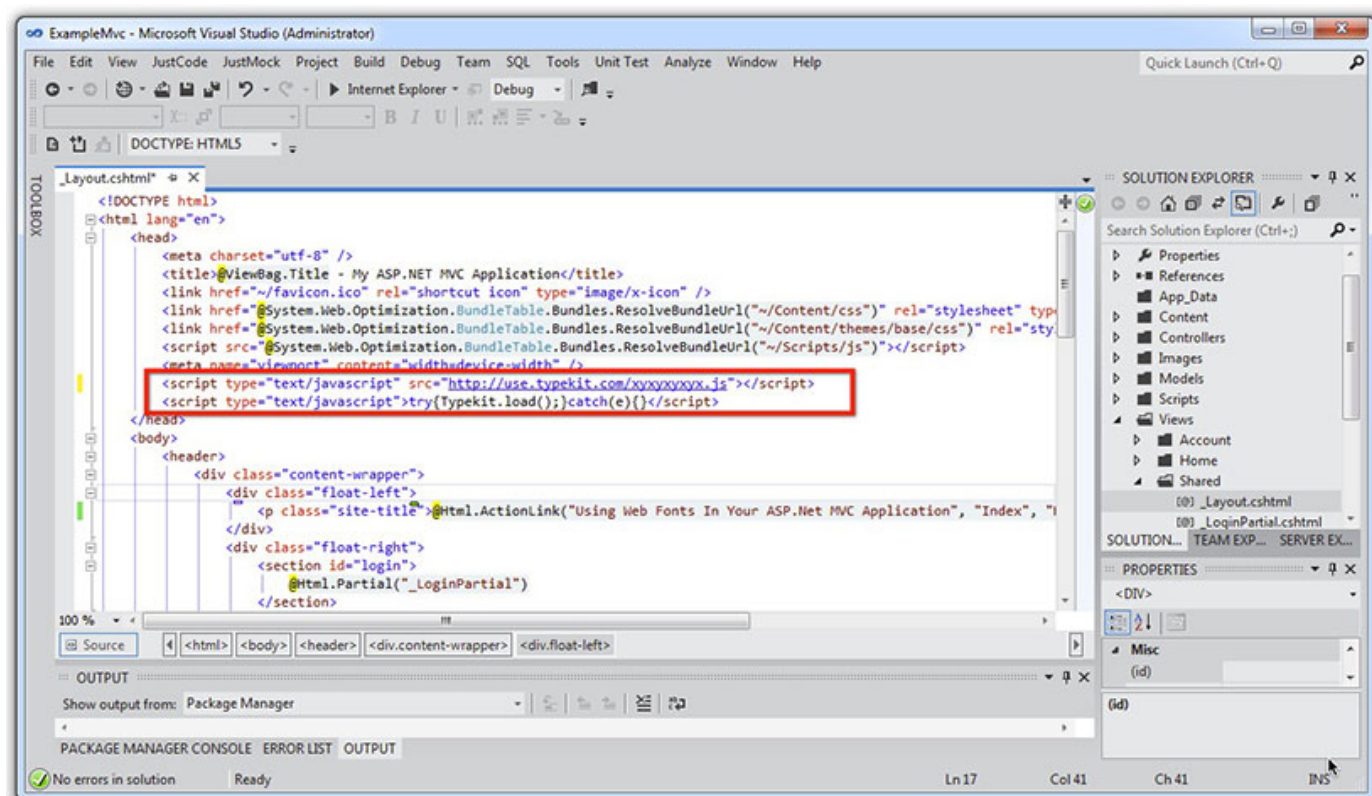 ExampleMvc - Microsoft Visual Studio (Administrator)
File Edit View JustCode JustMock Project Build Debug Team SQL Tools Unit Test Analyze Window Help
Quick Launch (Ctrl+Q)
Internet Explorer Debug
B I U
DOCTYPE: HTML5
TOOLBOX
_Layout.cshtml*
<!DOCTYPE html>
<html lang="en">
<head>
<meta charset="utf-8" />
<title>@ViewBag.Title - My ASP.NET MVC Application</title>
<link href="~/favicon.ico" rel="shortcut icon" type="image/x-icon" />
<link href="@System.Web.Optimization.BundleTable.Bundles.ResolveBundleUrl("~/Content/css")" rel="stylesheet" typ
<link href="@System.Web.Optimization.BundleTable.Bundles.ResolveBundleUrl("~/Content/themes/base/css")" rel="sty
<script src="@System.Web.Optimization.BundleTable.Bundles.ResolveBundleUrl("~/Scripts/js")"></script>
<meta name="viewport" content="width=device-width" />
<script type="text/javascript" src="http://use.typekit.com/xyxyxyxyx.js"></script>
<script type="text/javascript">try{Typekit.load();}catch(e){}</script>
</head>
<body>
<header>
<div class="content-wrapper">
<div class="float-left">
<p class="site-title">@Html.ActionLink("Using Web Fonts In Your ASP.Net MVC Application", "Index", "
</div>
<div class="float-right">
<section id="login">
@Html.Partial("_LoginPartial")
</section>
100 %
Source <html> <body> <header> <div.content-wrapper> <div.float-left>
OUTPUT
Show output from: Package Manager
PACKAGE MANAGER CONSOLE ERROR LIST OUTPUT
SOLUTION EXPLORER
Search Solution Explorer (Ctrl+;)
Properties
References
App_Data
Content
Controllers
Images
Models
Scripts
Views
Account
Home
Shared
_Layout.cshtml
_LoginPartial.cshtml
SOLUTION... TEAM EXP... SERVER EX...
PROPERTIES
<DIV>
Misc
(id)
(id)
No errors in solution Ready Ln 17 Col 41 Ch 41 INS